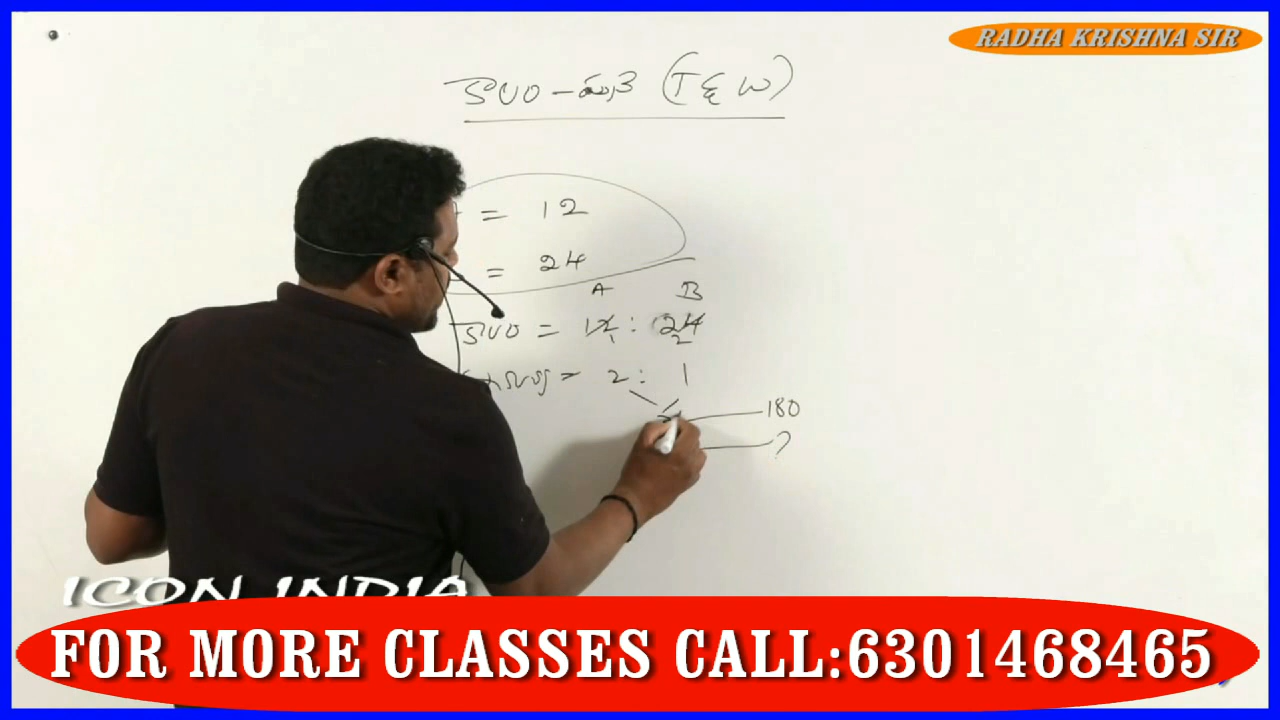 RADHA KRISHNA SIR
కాలం - పని (T & W)
= 12
= 24
A B
కాలం = 12 : 24
1 2
= 2 : 1
180
?
ICON INDIA
FOR MORE CLASSES CALL:6301468465